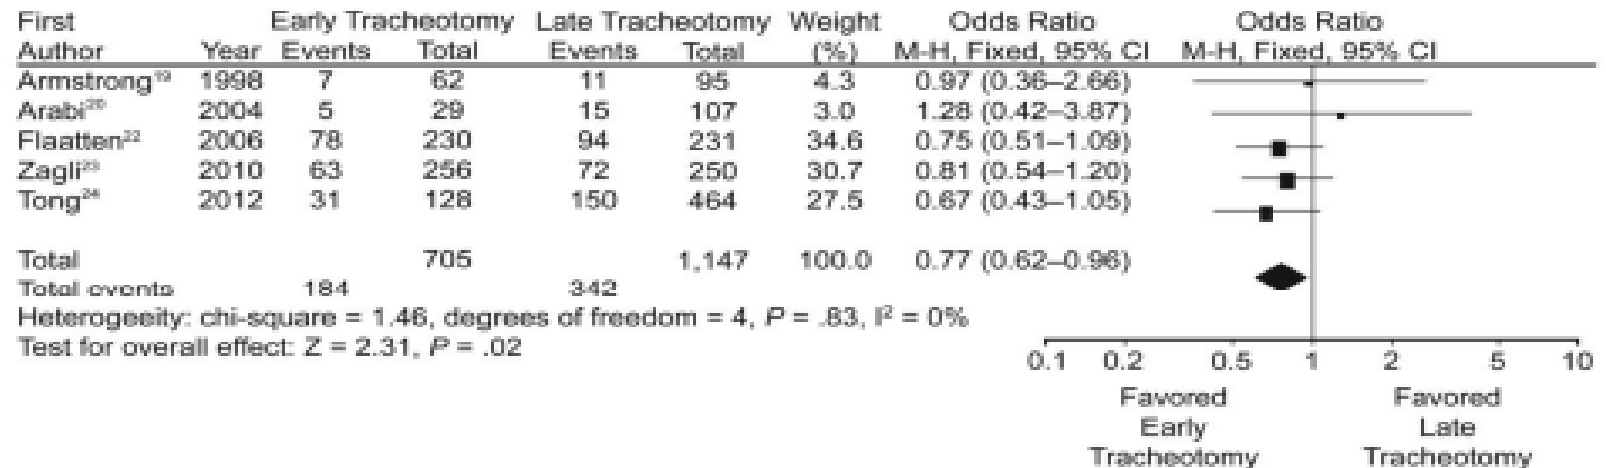 First Early Tracheotomy Late Tracheotomy Weight Odds Ratio Odds Ratio
Author Year Events Total Events Total (%) M-H, Fixed, 95% CI M-H, Fixed, 95% CI
Armstrong¹⁹ 1998 7 62 11 95 4.3 0.97 (0.36–2.66)
Arabi²⁰ 2004 5 29 15 107 3.0 1.28 (0.42–3.87)
Flaatten²² 2006 78 230 94 231 34.6 0.75 (0.51–1.09)
Zagli²³ 2010 63 256 72 250 30.7 0.81 (0.54–1.20)
Tong²⁴ 2012 31 128 150 464 27.5 0.67 (0.43–1.05)
Total 705 1,147 100.0 0.77 (0.62–0.96)
Total events 184 342
Heterogeeity: chi-square = 1.46, degrees of freedom = 4, P = .83, I² = 0%
Test for overall effect: Z = 2.31, P = .02
0.1 0.2 0.5 1 2 5 10
Favored Favored
Early Late
Tracheotomy Tracheotomy